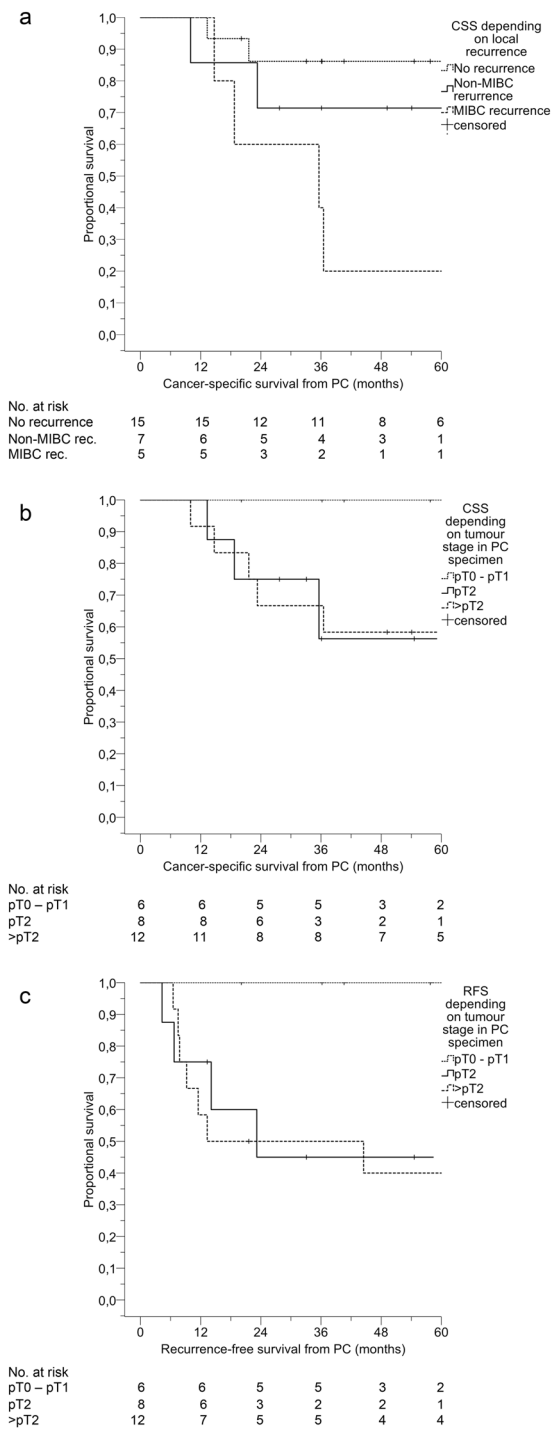 a
CSS depending
on local
recurrence
No recurrence
Non-MIBC
rerurrence
MIBC recurrence
censored
Proportional survival
1,0
0,9
0,8
0,7
0,6
0,5
0,4
0,3
0,2
0,1
0,0
0 12 24 36 48 60
Cancer-specific survival from PC (months)
No. at risk
No recurrence 15 15 12 11 8 6
Non-MIBC rec. 7 6 5 4 3 1
MIBC rec. 5 5 3 2 1 1
b
CSS
depending
on tumour
stage in PC
specimen
pT0 - pT1
pT2
>pT2
censored
Proportional survival
1,0
0,9
0,8
0,7
0,6
0,5
0,4
0,3
0,2
0,1
0,0
0 12 24 36 48 60
Cancer-specific survival from PC (months)
No. at risk
pT0 – pT1 6 6 5 5 3 2
pT2 8 8 6 3 2 1
>pT2 12 11 8 8 7 5
c
RFS
depending
on tumour
stage in PC
specimen
pT0 - pT1
pT2
>pT2
censored
Proportional survival
1,0
0,9
0,8
0,7
0,6
0,5
0,4
0,3
0,2
0,1
0,0
0 12 24 36 48 60
Recurrence-free survival from PC (months)
No. at risk
pT0 – pT1 6 6 5 5 3 2
pT2 8 6 3 2 2 1
>pT2 12 7 5 5 4 4